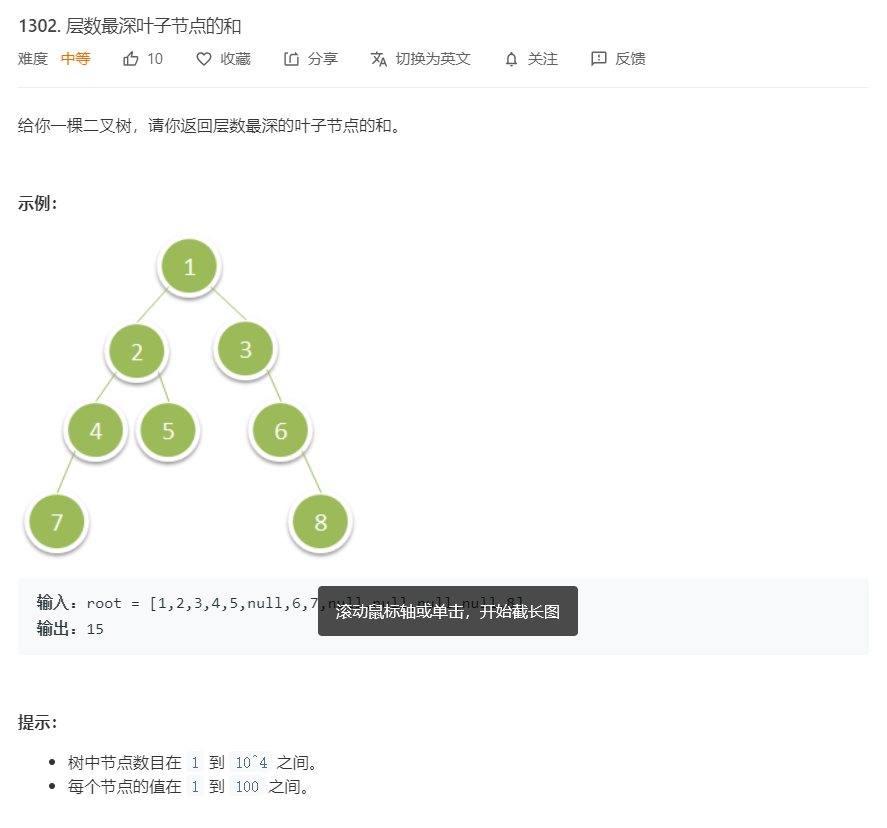 1302. 层数最深叶子节点的和
难度 中等 10 收藏 分享 切换为英文 关注 反馈
给你一棵二叉树，请你返回层数最深的叶子节点的和。
示例：
1
2
3
4
5
6
7
8
输入：root = [1,2,3,4,5,null,6,7,null,null,null,null,8]
滚动鼠标轴或单击，开始截长图
输出：15
提示：
树中节点数目在 1 到 10^4 之间。
每个节点的值在 1 到 100 之间。